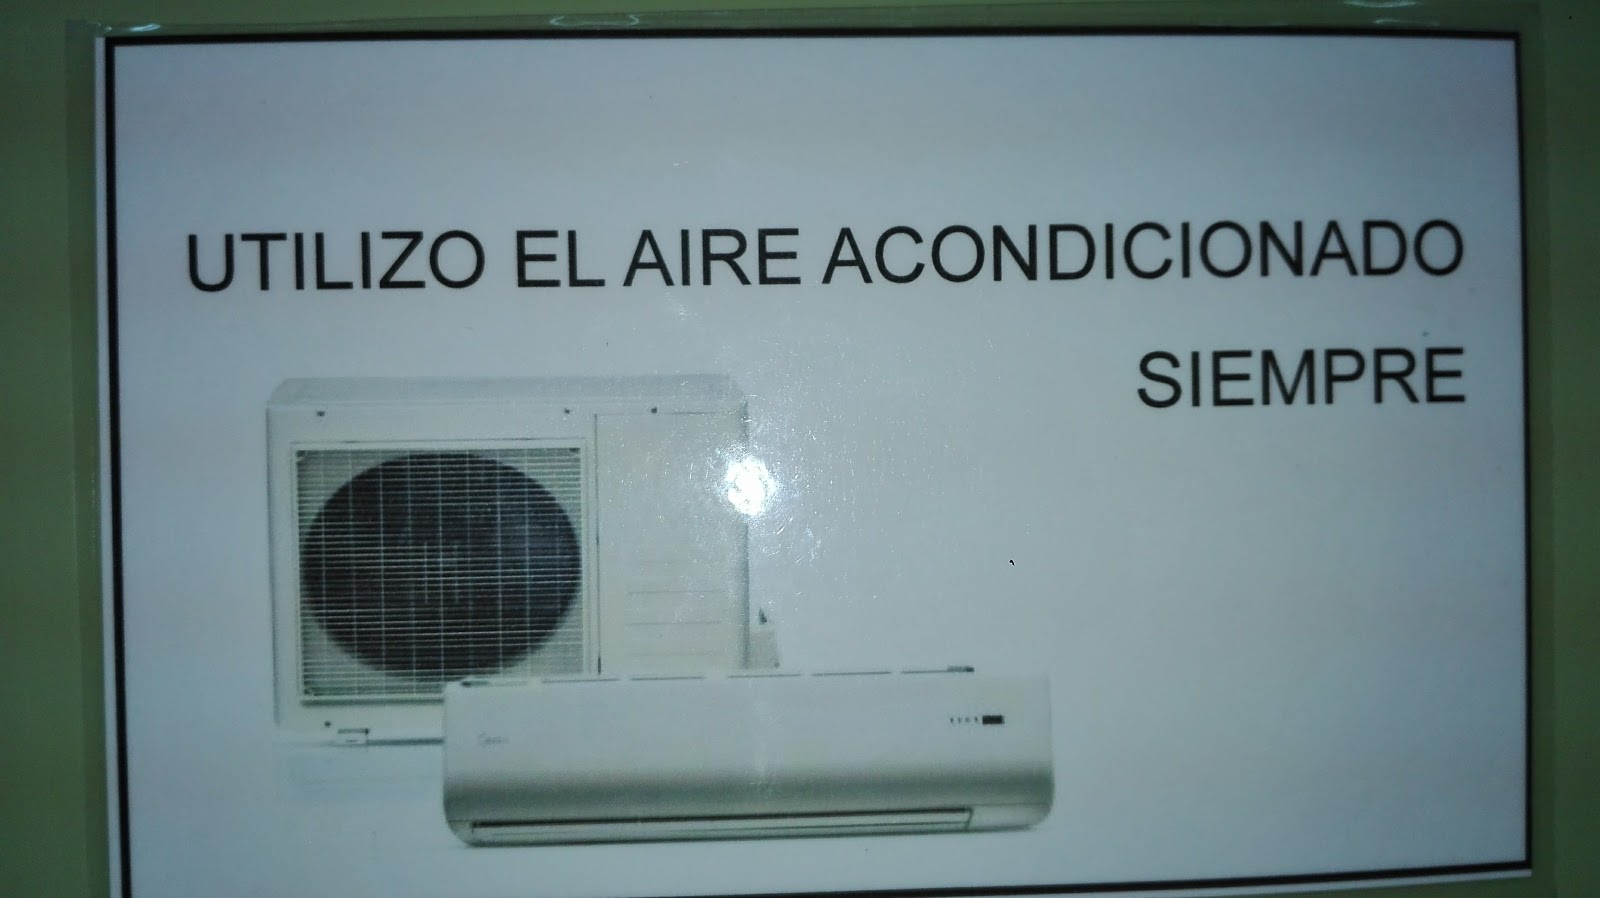 UTILIZO EL AIRE ACONDICIONADO
SIEMPRE